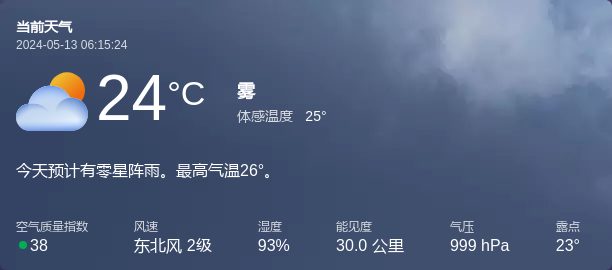 当前天气
2024-05-13 06:15:24
24°C
雾
体感温度 25°
今天预计有零星阵雨。最高气温26°。
空气质量指数 风速 湿度 能见度 气压 露点
38 东北风 2级 93% 30.0 公里 999 hPa 23°